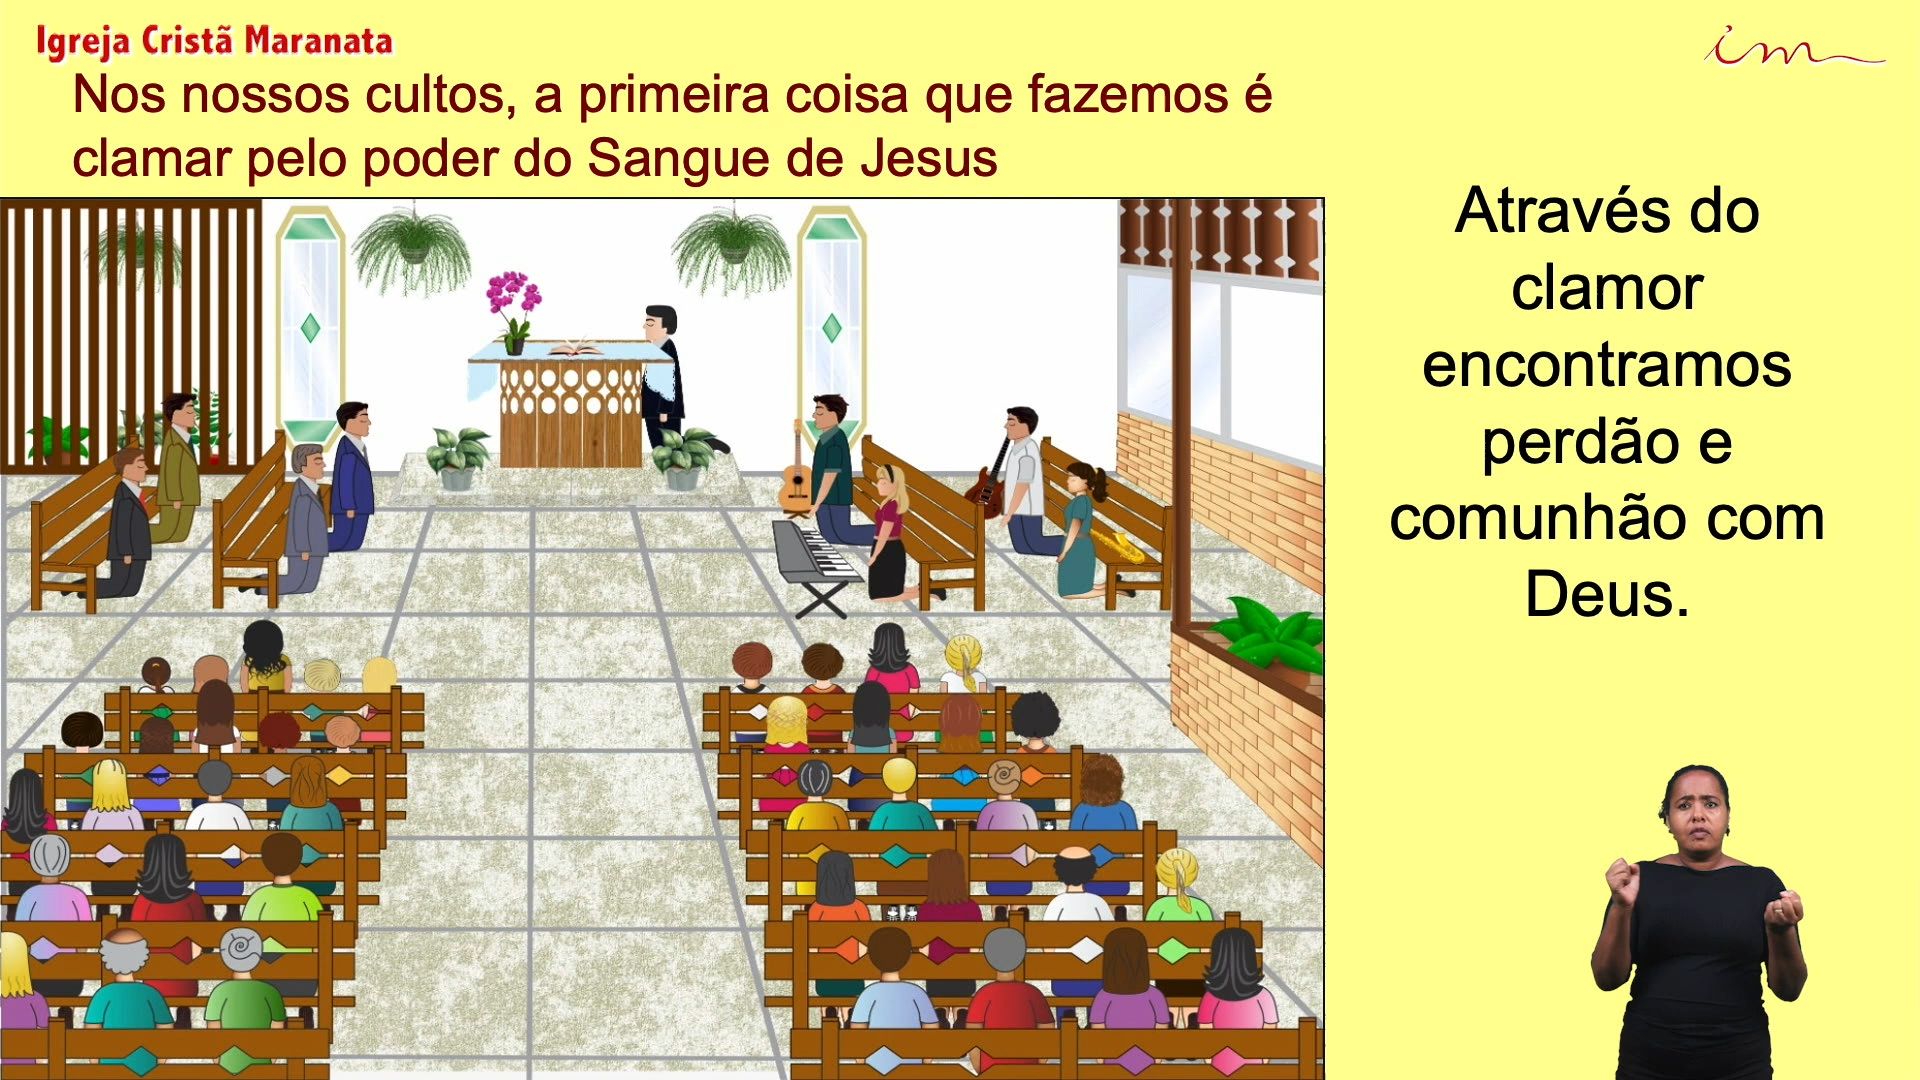 Igreja Cristã Maranata
im
Nos nossos cultos, a primeira coisa que fazemos é
clamar pelo poder do Sangue de Jesus
Através do
clamor
encontramos
perdão e
comunhão com
Deus.